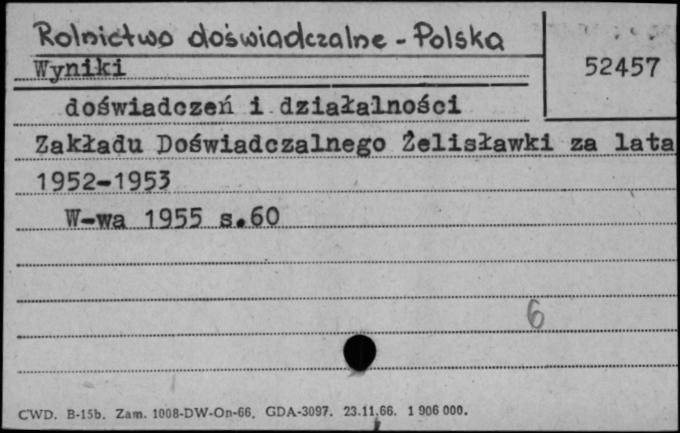 Rolnictwo doświadczalne - Polska
Wyniki
52457
doświadczeń i działalności
Zakładu Doświadczalnego Żelisławki za lata
1952-1953
W-wa 1955 s.60
6
CWD. B-15b. Zam. 1008-DW-On-66. GDA-3097. 23.11.66. 1 906 000.